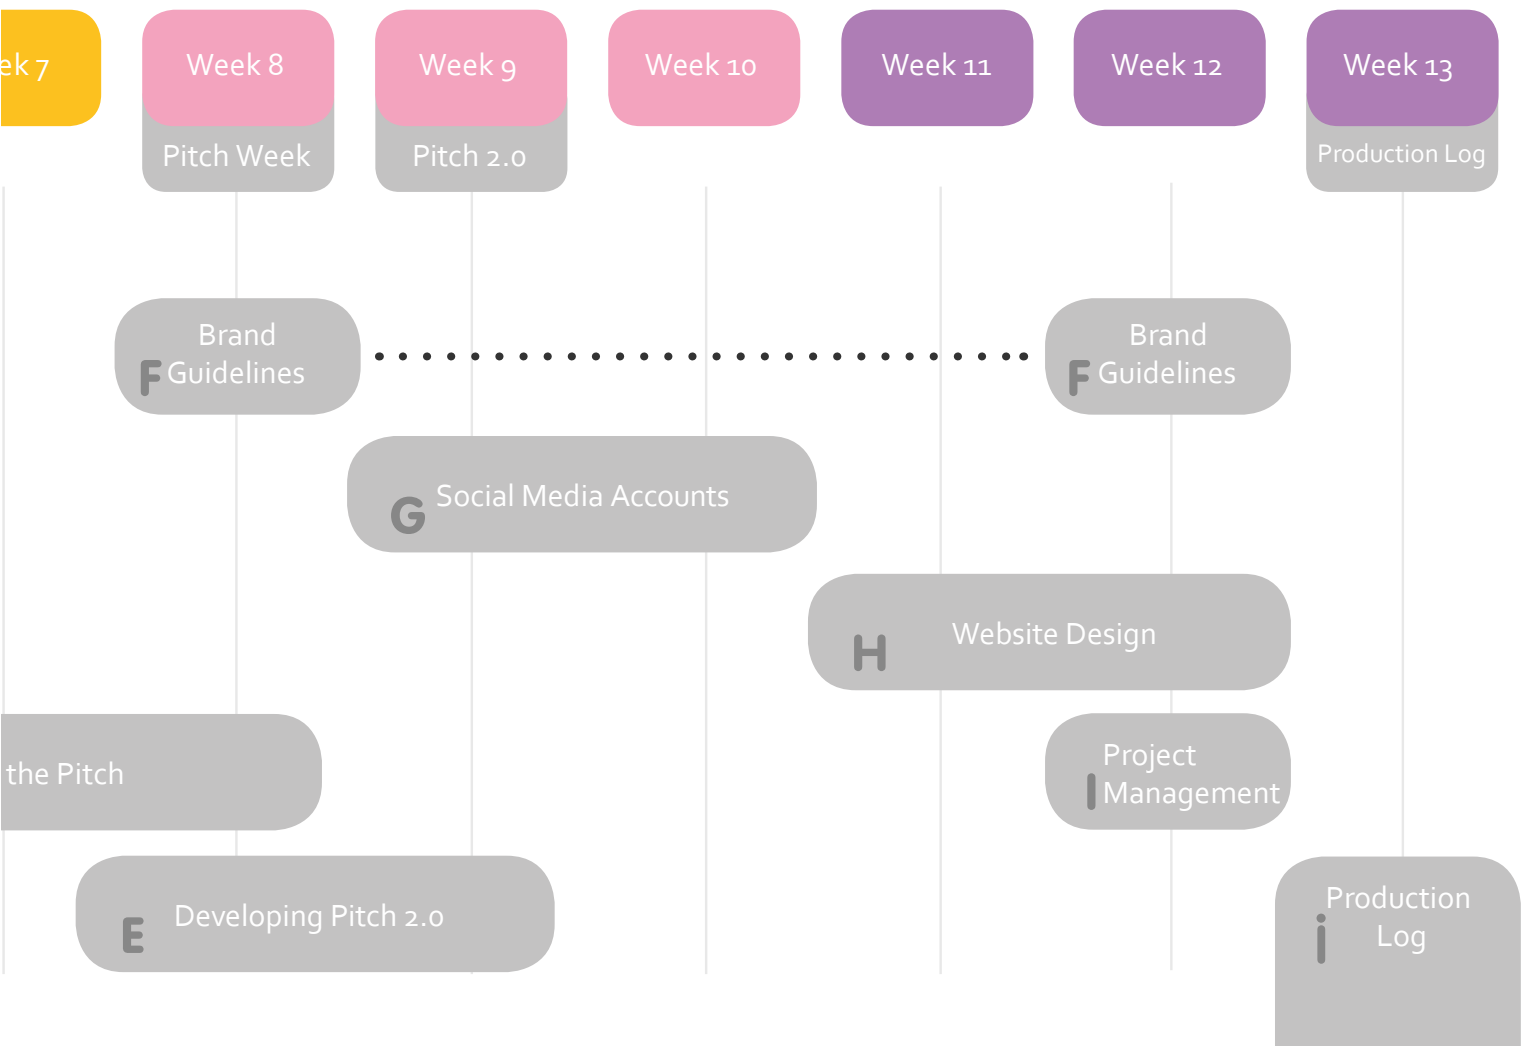 ek 7
Week 8
Week 9
Week 10
Week 11
Week 12
Week 13
Pitch Week
Pitch 2.0
Production Log
Brand
F Guidelines
Brand
F Guidelines
G Social Media Accounts
H Website Design
the Pitch
Project
I Management
E Developing Pitch 2.0
Production
i Log